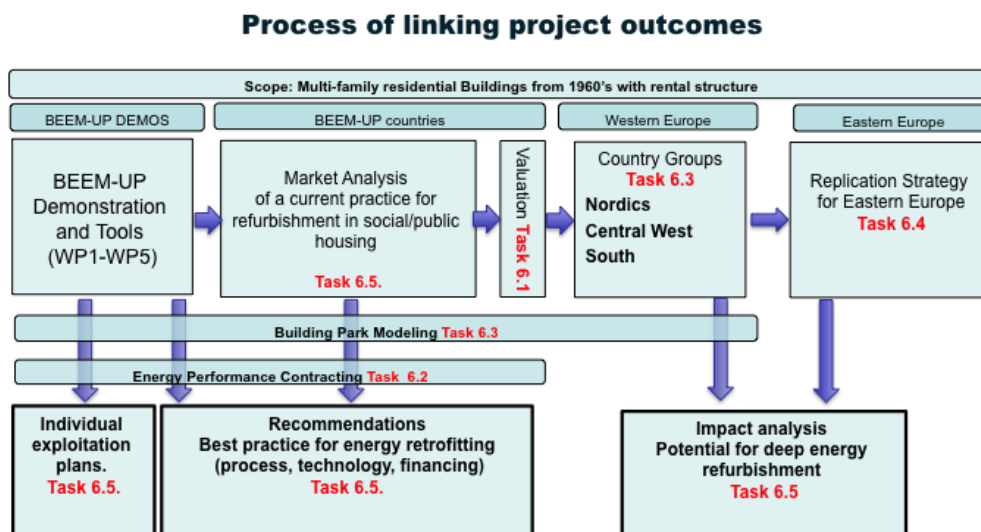 Process of linking project outcomes
Scope: Multi-family residential Buildings from 1960's with rental structure
BEEM-UP DEMOS
BEEM-UP countries
Western Europe
Eastern Europe
BEEM-UP
Demonstration
and Tools
(WP1-WP5)
Market Analysis
of a current practice for
refurbishment in social/public
housing
Task 6.5.
Valuation Task 6.1
Country Groups
Task 6.3
Nordics
Central West
South
Replication Strategy
for Eastern Europe
Task 6.4
Building Park Modeling Task 6.3
Energy Performance Contracting Task 6.2
Individual
exploitation
plans.
Task 6.5.
Recommendations
Best practice for energy retrofitting
(process, technology, financing)
Task 6.5.
Impact analysis
Potential for deep energy
refurbishment
Task 6.5